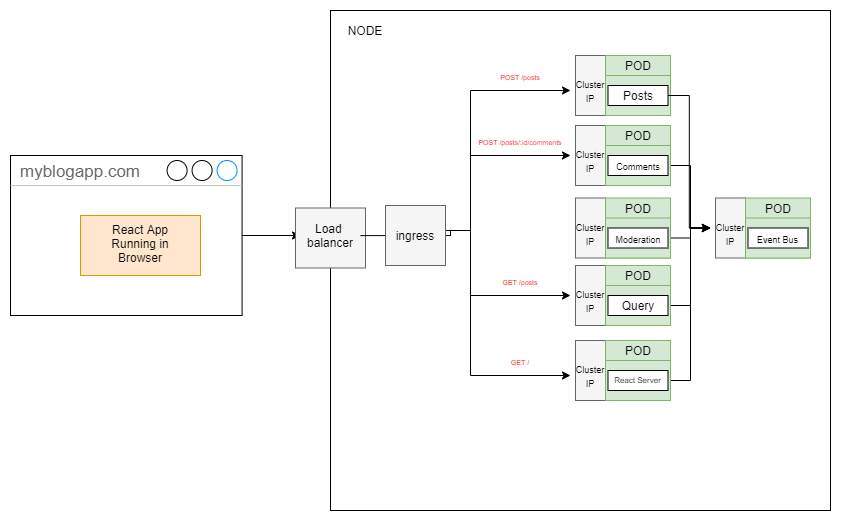 NODE
myblogapp.com
React App
Running in
Browser
Load
balancer
ingress
POST /posts
Cluster
IP
POD
Posts
POST /posts/:id/comments
Cluster
IP
POD
Comments
Cluster
IP
POD
Moderation
Cluster
IP
POD
Event Bus
GET /posts
Cluster
IP
POD
Query
GET /
Cluster
IP
POD
React Server